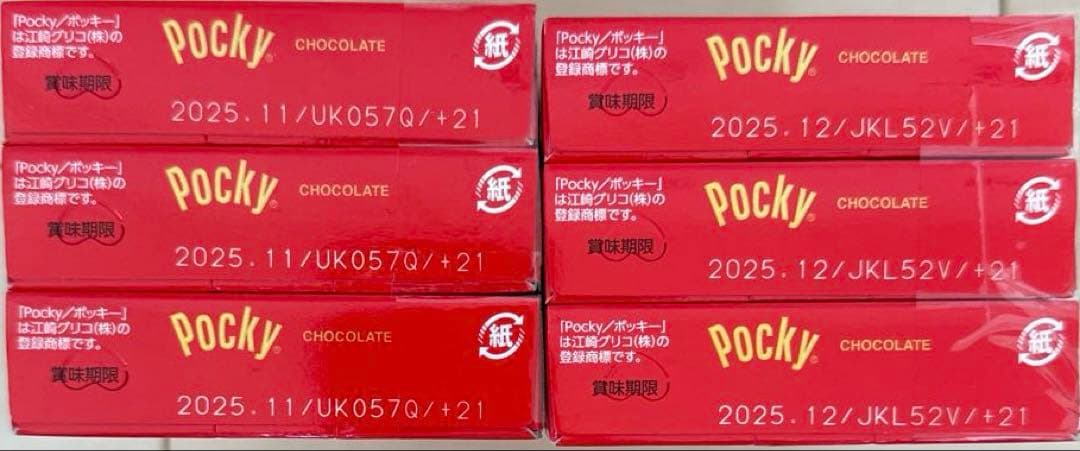 「Pocky／ポッキー」
は江崎グリコ(株)の
登録商標です。
Pocky® CHOCOLATE
紙
賞味期限
2025.11/UK057Q/+21
「Pocky／ポッキー」
は江崎グリコ(株)の
登録商標です。
Pocky® CHOCOLATE
紙
賞味期限
2025.11/UK057Q/+21
「Pocky／ポッキー」
は江崎グリコ(株)の
登録商標です。
Pocky® CHOCOLATE
紙
賞味期限
2025.11/UK057Q/+21
「Pocky／ポッキー」
は江崎グリコ(株)の
登録商標です。
Pocky® CHOCOLATE
紙
賞味期限
2025.12/JKL52V/+21
「Pocky／ポッキー」
は江崎グリコ(株)の
登録商標です。
Pocky® CHOCOLATE
紙
賞味期限
2025.12/JKL52V/+21
「Pocky／ポッキー」
は江崎グリコ(株)の
登録商標です。
Pocky® CHOCOLATE
紙
賞味期限
2025.12/JKL52V/+21